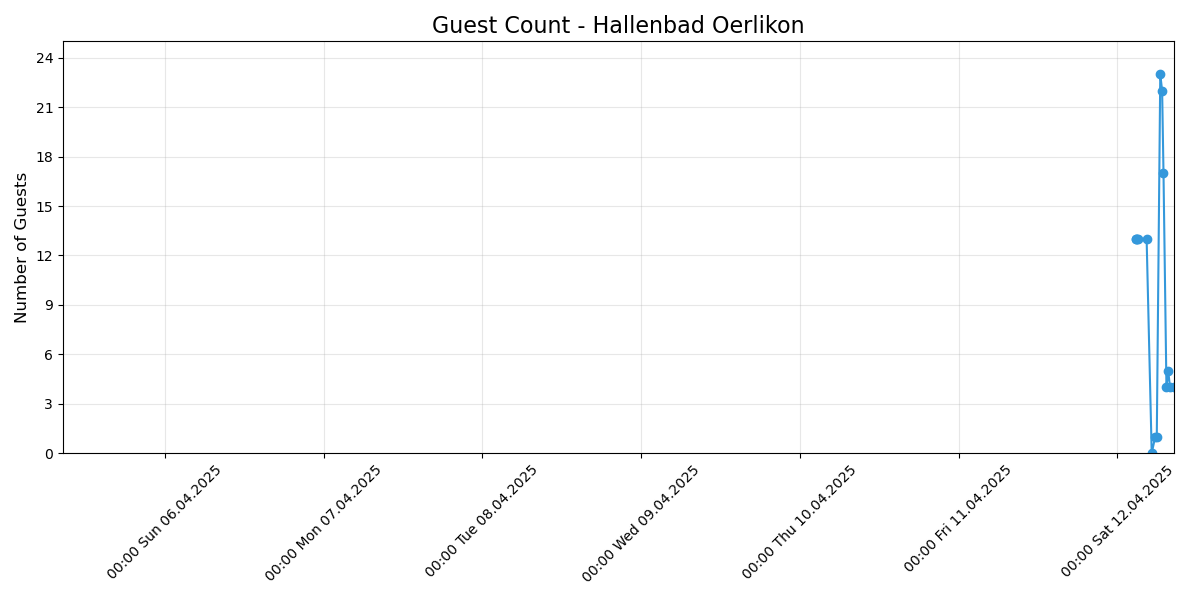 Guest Count - Hallenbad Oerlikon
Number of Guests
24
21
18
15
12
9
6
3
0
00:00 Sun 06.04.2025
00:00 Mon 07.04.2025
00:00 Tue 08.04.2025
00:00 Wed 09.04.2025
00:00 Thu 10.04.2025
00:00 Fri 11.04.2025
00:00 Sat 12.04.2025